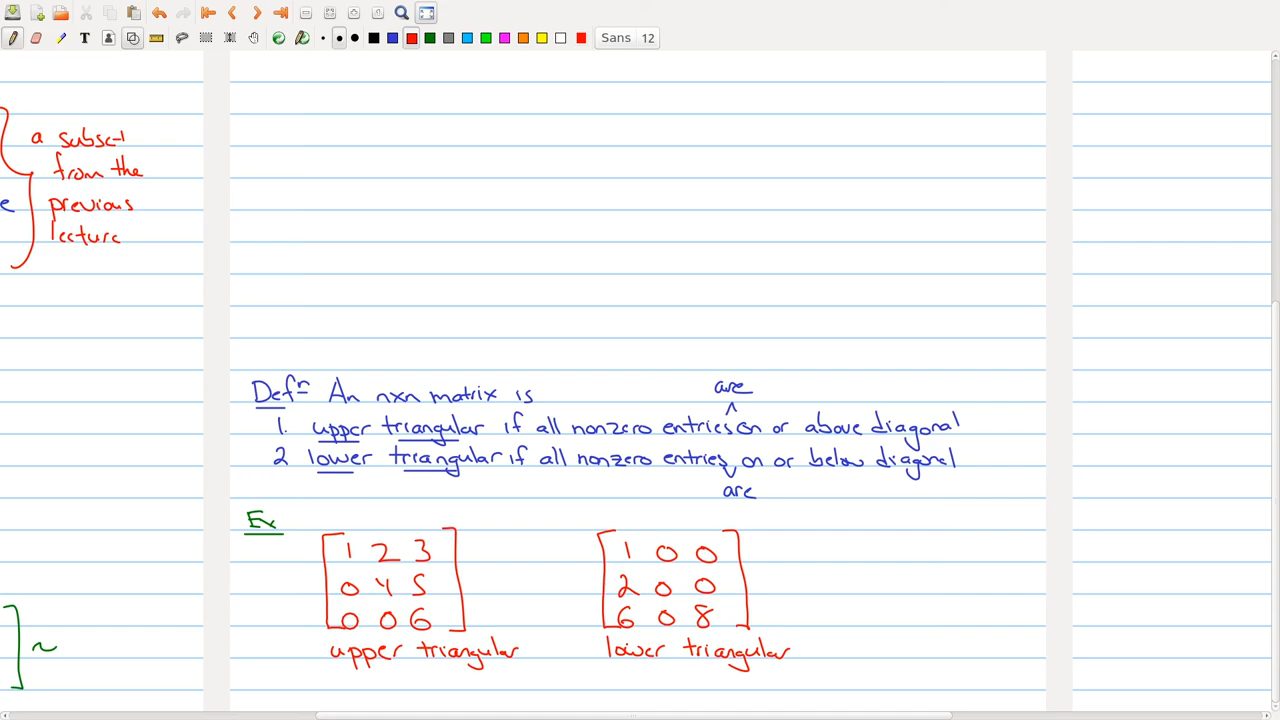 T
Sans 12
a subset
from the
previous
lecture
e
Defn An nxn matrix is
1. upper triangular if all nonzero entries are on or above diagonal
2 lower triangular if all nonzero entries are on or below diagonal
Ex
1 2 3
0 4 5
0 0 6
upper triangular
1 0 0
2 0 0
6 0 8
lower triangular
~